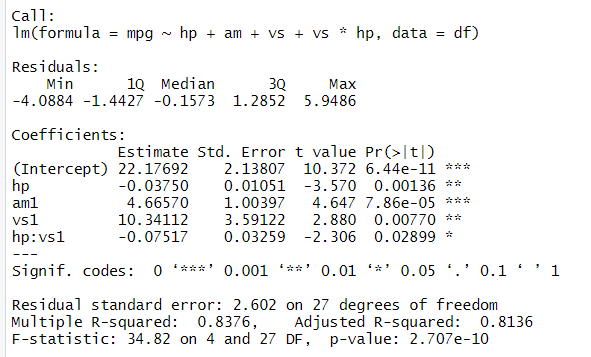 Call:
lm(formula = mpg ~ hp + am + vs + vs * hp, data = df)
Residuals:
    Min      1Q  Median      3Q     Max
-4.0884 -1.4427 -0.1573  1.2852  5.9486
Coefficients:
            Estimate Std. Error t value Pr(>|t|)
(Intercept) 22.17692    2.13807  10.372 6.44e-11 ***
hp          -0.03750    0.01051  -3.570  0.00136 **
am1          4.66570    1.00397   4.647 7.86e-05 ***
vs1         10.34112    3.59122   2.880  0.00770 **
hp:vs1      -0.07517    0.03259  -2.306  0.02899 *
---
Signif. codes:  0 ‘***’ 0.001 ‘**’ 0.01 ‘*’ 0.05 ‘.’ 0.1 ‘ ’ 1
Residual standard error: 2.602 on 27 degrees of freedom
Multiple R-squared:  0.8376,	Adjusted R-squared:  0.8136
F-statistic: 34.82 on 4 and 27 DF,  p-value: 2.707e-10